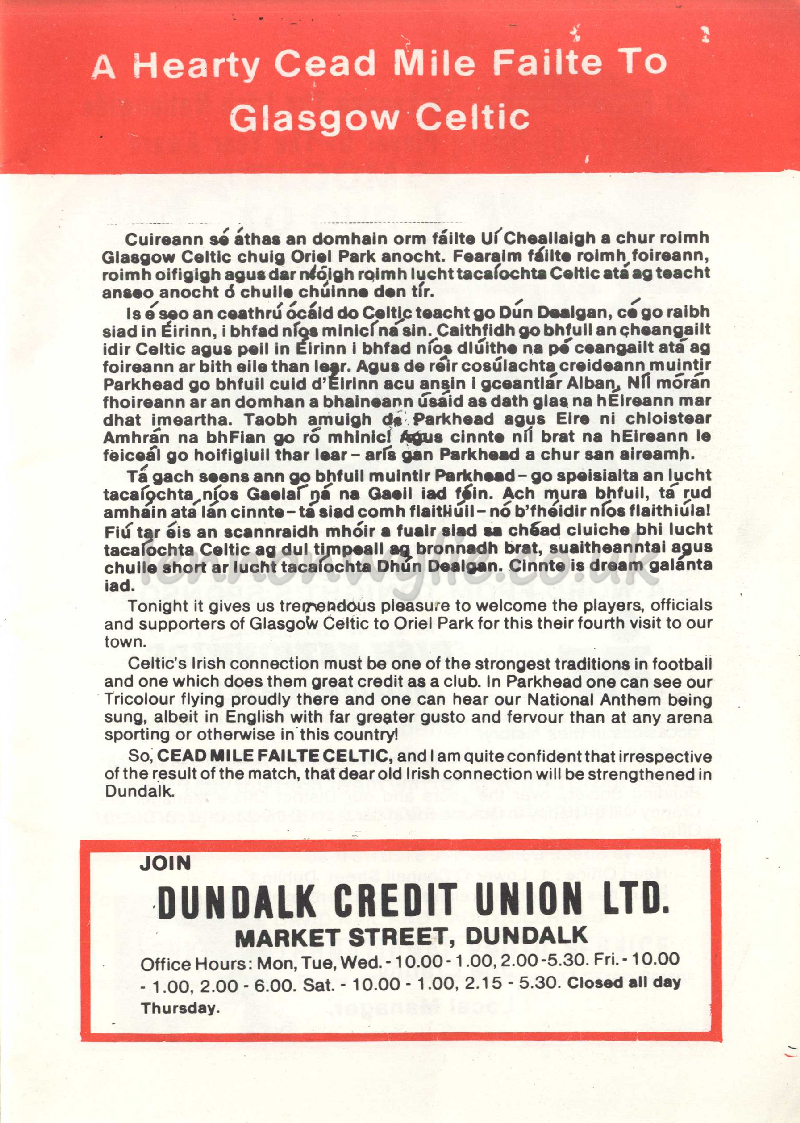 A Hearty Cead Mile Failte To
Glasgow Celtic
Cuireann sé áthas an domhain orm fáilte Uí Cheallaigh a chur roimh
Glasgow Celtic chuig Oriel Park anocht. Fearaim fáilte roimh foireann,
roimh oifigigh agus dar ndóigh roimh lucht tacaíochta Celtic atá ag teacht
anseo anocht ó chuile chúinne den tír.
Is é seo an ceathrú ócáid do Celtic teacht go Dún Dealgan, cé go raibh
siad in Éirinn, i bhfad níos minicí ná sin. Caithfidh go bhfuil an cheangailt
idir Celtic agus peil in Éirinn i bhfad níos dlúithe na pé ceangailt atá ag
foireann ar bith eile than lear. Agus de réir cosúlachta creideann muintir
Parkhead go bhfuil cuid d'Éirinn acu ansin i gceantiár Alban, Níl mórán
fhoireann ar an domhan a bhaineann úsáid as dath glas na hÉireann mar
dhat imeartha. Taobh amuigh dé Parkhead agus Eire ni chloistear
Amhrán na bhFian go ró mhinicí Agus cinnte níl brat na hEireann le
feiceál go hoifigiuil thar lear – arís gan Parkhead a chur san aireamh.
Tá gach seens ann go bhfuil muintir Parkhead – go speisialta an lucht
tacaíochta níos Gaelaí ná na Gaeil iad féin. Ach mura bhfuil, tá rud
amháin atá lán cinnte – tá siad comh flaithiúil – nó b'fhéidir níos flaithiúla!
Fiú tar éis an scannraidh mhóir a fuair siad sa chéad cluiche bhi lucht
tacaíochta Celtic ag dul timpeall ag bronnadh brat, suaitheanntai agus
chuile short ar lucht tacaíochta Dhún Dealgan. Cinnte is dream galánta
iad.
lennonwylie.co.uk
Tonight it gives us tremendous pleasure to welcome the players, officials
and supporters of Glasgow Celtic to Oriel Park for this their fourth visit to our
town.
Celtic's Irish connection must be one of the strongest traditions in football
and one which does them great credit as a club. In Parkhead one can see our
Tricolour flying proudly there and one can hear our National Anthem being
sung, albeit in English with far greater gusto and fervour than at any arena
sporting or otherwise in this country!
So, CEAD MILE FAILTE CELTIC, and I am quite confident that irrespective
of the result of the match, that dear old Irish connection will be strengthened in
Dundalk.
JOIN
DUNDALK CREDIT UNION LTD.
MARKET STREET, DUNDALK
Office Hours: Mon, Tue, Wed. - 10.00 - 1.00, 2.00 -5.30. Fri. - 10.00
- 1.00, 2.00 - 6.00. Sat. - 10.00 - 1.00, 2.15 - 5.30. Closed all day
Thursday.